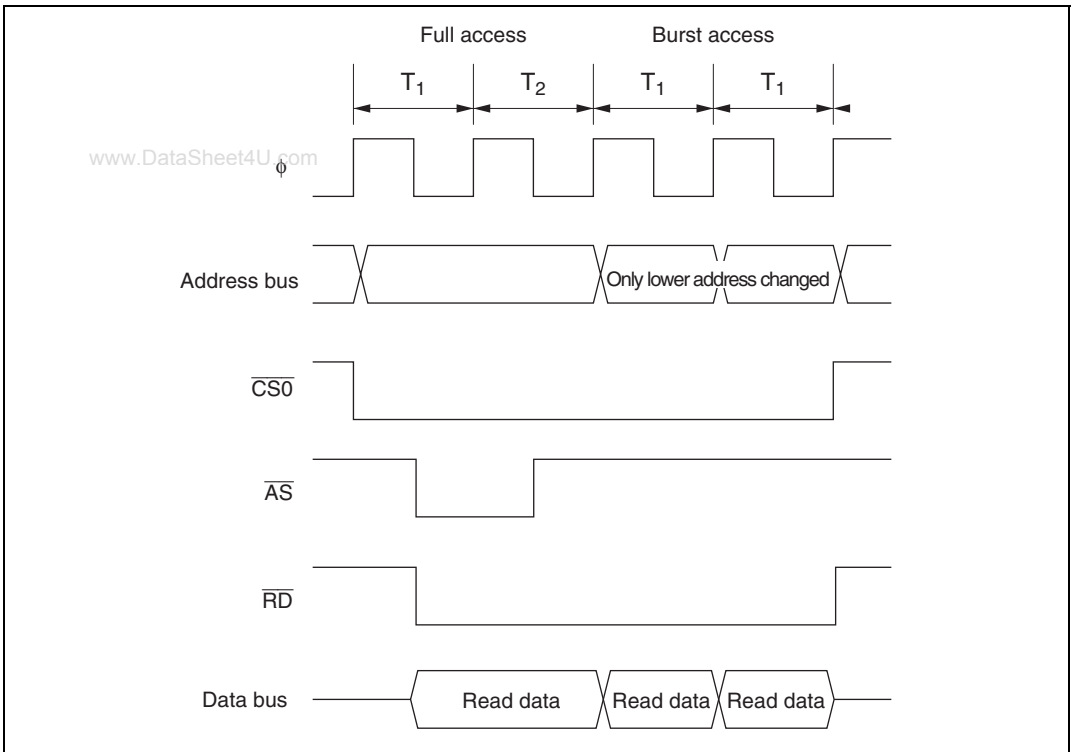 Full access Burst access
T1 T2 T1 T1
www.DataSheet4U.com
ϕ
Address bus Only lower address changed
CS0
AS
RD
Data bus Read data Read data Read data